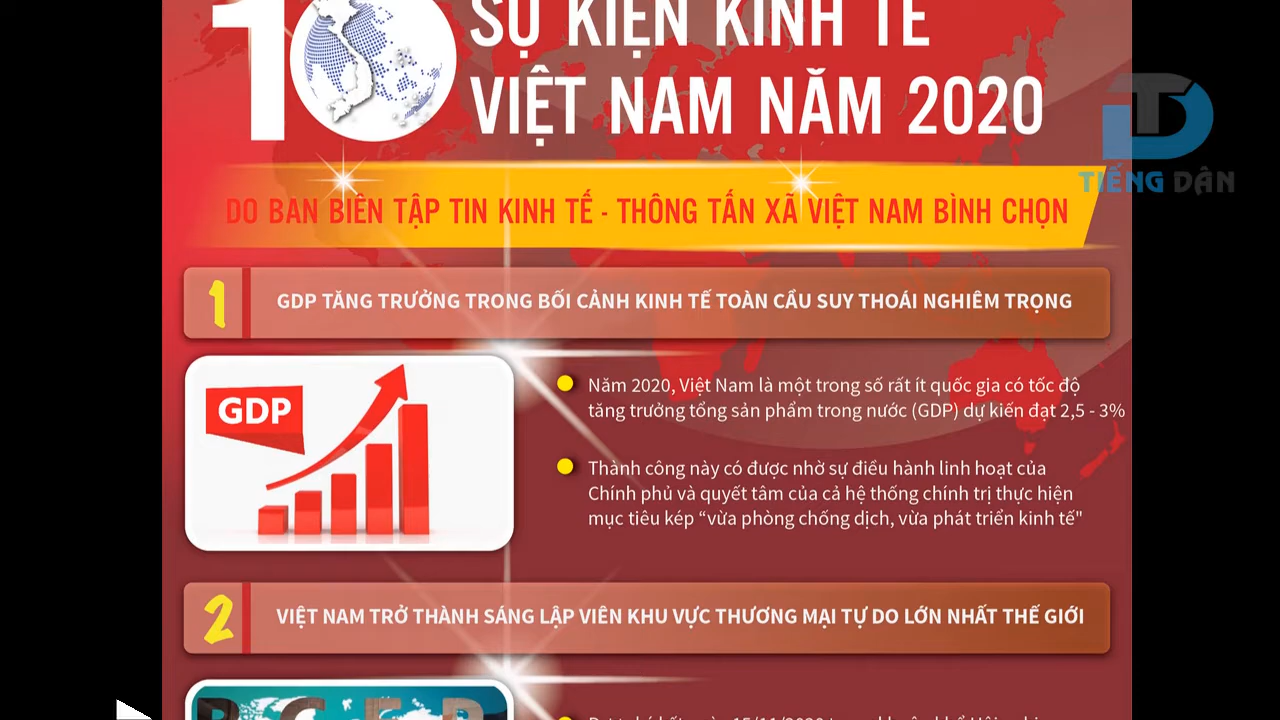 10 SỰ KIỆN KINH TẾ
VIỆT NAM NĂM 2020
TIẾNG DÂN
DO BAN BIÊN TẬP TIN KINH TẾ - THÔNG TẤN XÃ VIỆT NAM BÌNH CHỌN
1 GDP TĂNG TRƯỞNG TRONG BỐI CẢNH KINH TẾ TOÀN CẦU SUY THOÁI NGHIÊM TRỌNG
GDP
Năm 2020, Việt Nam là một trong số rất ít quốc gia có tốc độ
tăng trưởng tổng sản phẩm trong nước (GDP) dự kiến đạt 2,5 - 3%
Thành công này có được nhờ sự điều hành linh hoạt của
Chính phủ và quyết tâm của cả hệ thống chính trị thực hiện
mục tiêu kép “vừa phòng chống dịch, vừa phát triển kinh tế"
2 VIỆT NAM TRỞ THÀNH SÁNG LẬP VIÊN KHU VỰC THƯƠNG MẠI TỰ DO LỚN NHẤT THẾ GIỚI
RCEP